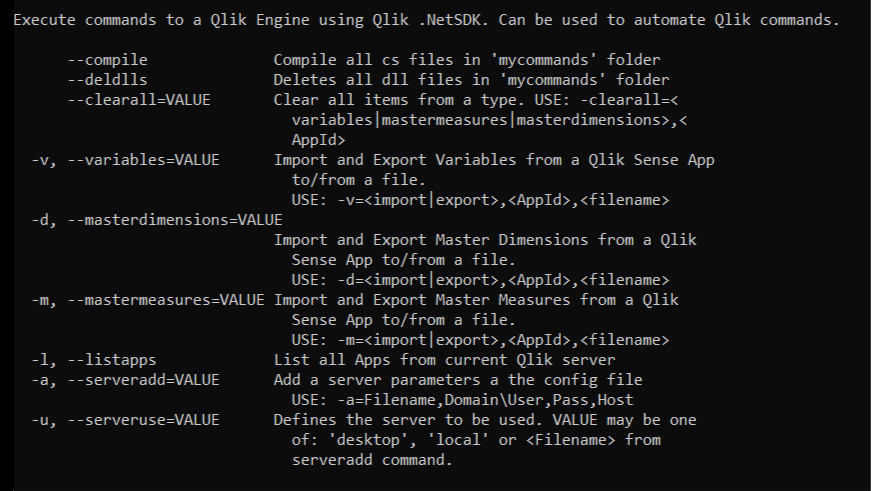 Execute commands to a Qlik Engine using Qlik .NetSDK. Can be used to automate Qlik commands.
--compile Compile all cs files in 'mycommands' folder
--deldlls Deletes all dll files in 'mycommands' folder
--clearall=VALUE Clear all items from a type. USE: -clearall=<
variables|mastermeasures|masterdimensions>,<
AppId>
-v, --variables=VALUE Import and Export Variables from a Qlik Sense App
to/from a file.
USE: -v=<import|export>,<AppId>,<filename>
-d, --masterdimensions=VALUE
Import and Export Master Dimensions from a Qlik
Sense App to/from a file.
USE: -d=<import|export>,<AppId>,<filename>
-m, --mastermeasures=VALUE Import and Export Master Measures from a Qlik
Sense App to/from a file.
USE: -m=<import|export>,<AppId>,<filename>
-l, --listapps List all Apps from current Qlik server
-a, --serveradd=VALUE Add a server parameters a the config file
USE: -a=Filename,Domain\User,Pass,Host
-u, --serveruse=VALUE Defines the server to be used. VALUE may be one
of: 'desktop', 'local' or <Filename> from
serveradd command.